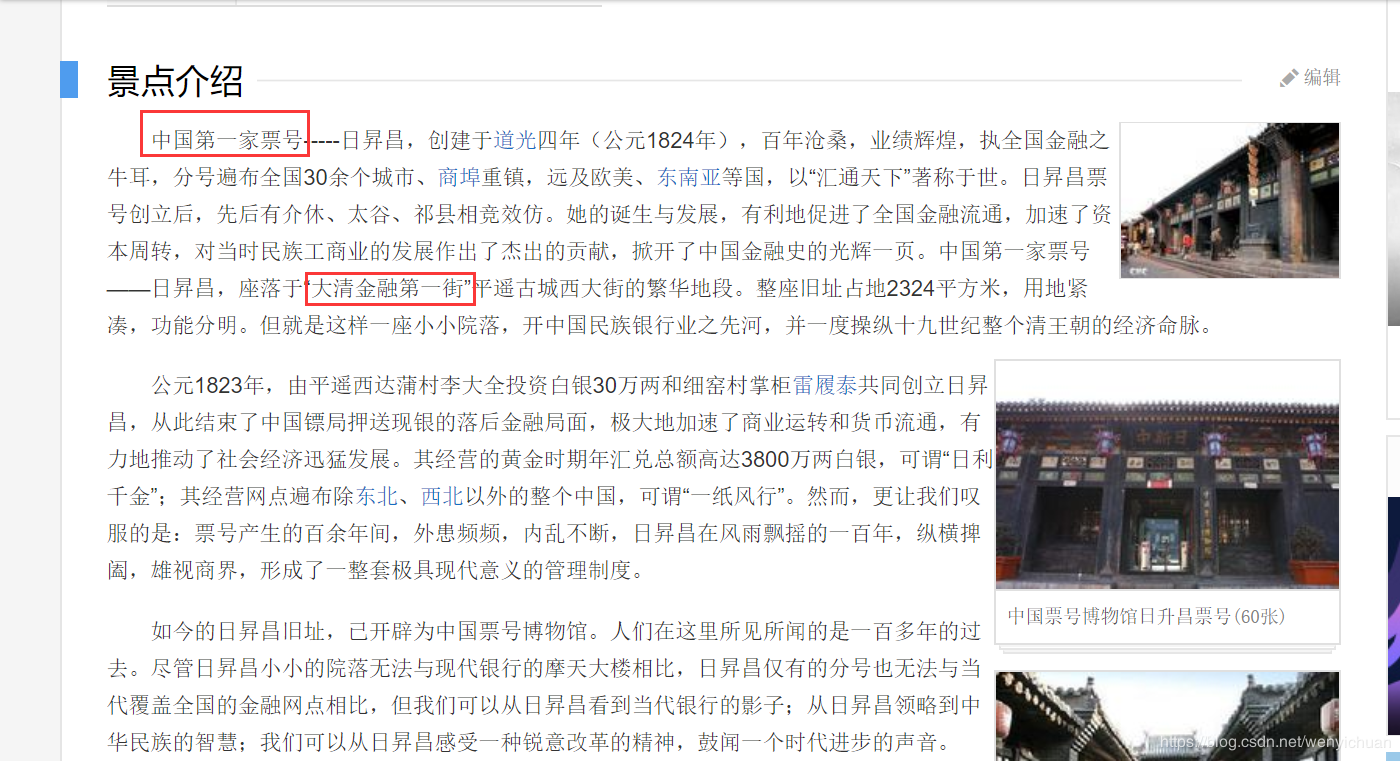 景点介绍
编辑
中国第一家票号-----日昇昌，创建于道光四年（公元1824年），百年沧桑，业绩辉煌，执全国金融之
牛耳，分号遍布全国30余个城市、商埠重镇，远及欧美、东南亚等国，以“汇通天下”著称于世。日昇昌票
号创立后，先后有介休、太谷、祁县相竞效仿。她的诞生与发展，有利地促进了全国金融流通，加速了资
本周转，对当时民族工商业的发展作出了杰出的贡献，掀开了中国金融史的光辉一页。中国第一家票号
——日昇昌，座落于“大清金融第一街”平遥古城西大街的繁华地段。整座旧址占地2324平方米，用地紧
凑，功能分明。但就是这样一座小小院落，开中国民族银行业之先河，并一度操纵十九世纪整个清王朝的经济命脉。
公元1823年，由平遥西达蒲村李大全投资白银30万两和细窑村掌柜雷履泰共同创立日昇
昌，从此结束了中国镖局押送现银的落后金融局面，极大地加速了商业运转和货币流通，有
力地推动了社会经济迅猛发展。其经营的黄金时期年汇兑总额高达3800万两白银，可谓“日利
千金”；其经营网点遍布除东北、西北以外的整个中国，可谓“一纸风行”。然而，更让我们叹
服的是：票号产生的百余年间，外患频频，内乱不断，日昇昌在风雨飘摇的一百年，纵横捭
阖，雄视商界，形成了一整套极具现代意义的管理制度。
中国票号博物馆日升昌票号(60张)
如今的日昇昌旧址，已开辟为中国票号博物馆。人们在这里所见所闻的是一百多年的过
去。尽管日昇昌小小的院落无法与现代银行的摩天大楼相比，日昇昌仅有的分号也无法与当
代覆盖全国的金融网点相比，但我们可以从日昇昌看到当代银行的影子；从日昇昌领略到中
华民族的智慧；我们可以从日昇昌感受一种锐意改革的精神，鼓闻一个时代进步的声音。
https://blog.csdn.net/wenyichuan